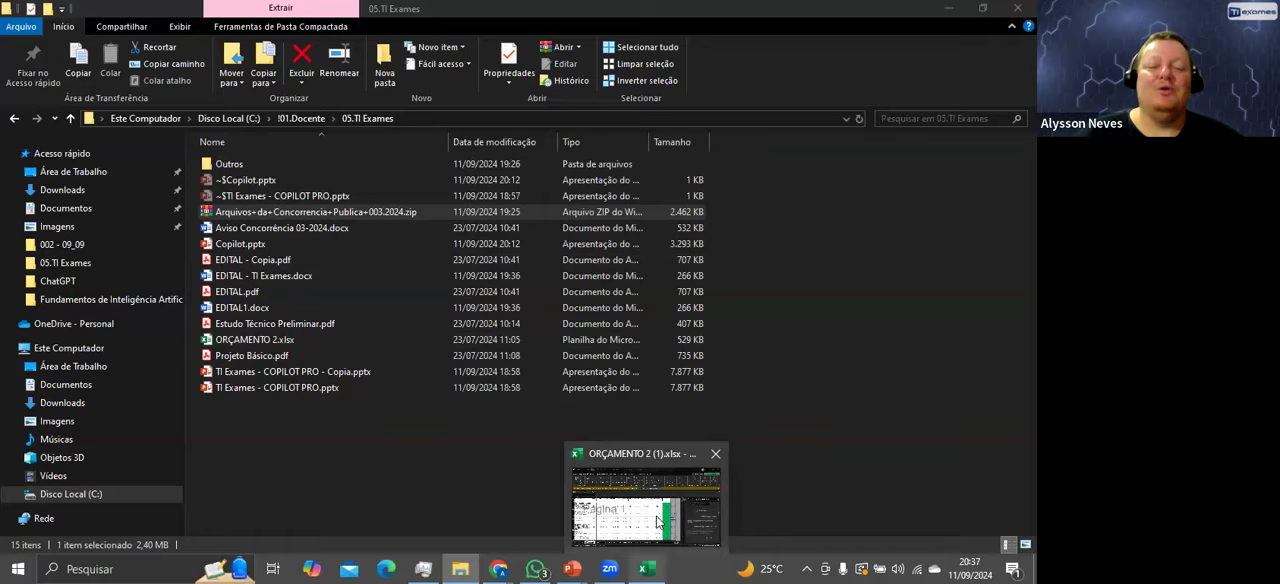 Extrair
05.TI Exames
TI exames
Arquivo
Início
Compartilhar
Exibir
Ferramentas de Pasta Compactada
Fixar no
Acesso rápido
Copiar
Colar
Recortar
Copiar caminho
Colar atalho
Mover
para
Copiar
para
Excluir
Renomear
Nova
pasta
Novo item
Fácil acesso
Propriedades
Abrir
Editar
Histórico
Selecionar tudo
Limpar seleção
Inverter seleção
Área de Transferência
Organizar
Novo
Abrir
Selecionar
Este Computador
Disco Local (C:)
!01.Docente
05.TI Exames
Pesquisar em 05.TI Exames
Alysson Neves
Nome
Data de modificação
Tipo
Tamanho
Acesso rápido
Área de Trabalho
Downloads
Documentos
Imagens
002 - 09_09
05.TI Exames
ChatGPT
Fundamentos de Inteligência Artific
OneDrive - Personal
Este Computador
Área de Trabalho
Documentos
Downloads
Imagens
Músicas
Objetos 3D
Vídeos
Disco Local (C:)
Rede
Outros 11/09/2024 19:26 Pasta de arquivos
~$Copilot.pptx 11/09/2024 20:12 Apresentação do ... 1 KB
~$TI Exames - COPILOT PRO.pptx 11/09/2024 18:57 Apresentação do ... 1 KB
Arquivos+da+Concorrencia+Publica+003.2024.zip 11/09/2024 19:25 Arquivo ZIP do Wi... 2.462 KB
Aviso Concorrência 03-2024.docx 23/07/2024 10:41 Documento do Mi... 532 KB
Copilot.pptx 11/09/2024 20:12 Apresentação do ... 3.293 KB
EDITAL - Copia.pdf 23/07/2024 10:41 Documento do A... 707 KB
EDITAL - TI Exames.docx 11/09/2024 19:36 Documento do Mi... 266 KB
EDITAL.pdf 23/07/2024 10:41 Documento do A... 707 KB
EDITAL1.docx 11/09/2024 19:36 Documento do Mi... 266 KB
Estudo Técnico Preliminar.pdf 23/07/2024 10:14 Documento do A... 407 KB
ORÇAMENTO 2.xlsx 23/07/2024 11:05 Planilha do Micro... 529 KB
Projeto Básico.pdf 23/07/2024 11:08 Documento do A... 735 KB
TI Exames - COPILOT PRO - Copia.pptx 11/09/2024 18:58 Apresentação do ... 7.877 KB
TI Exames - COPILOT PRO.pptx 11/09/2024 18:58 Apresentação do ... 7.877 KB
ORÇAMENTO 2 (1).xlsx - ...
Página 1
15 itens
1 item selecionado 2,40 MB
Pesquisar
3
zm
25°C
20:37
11/09/2024
1